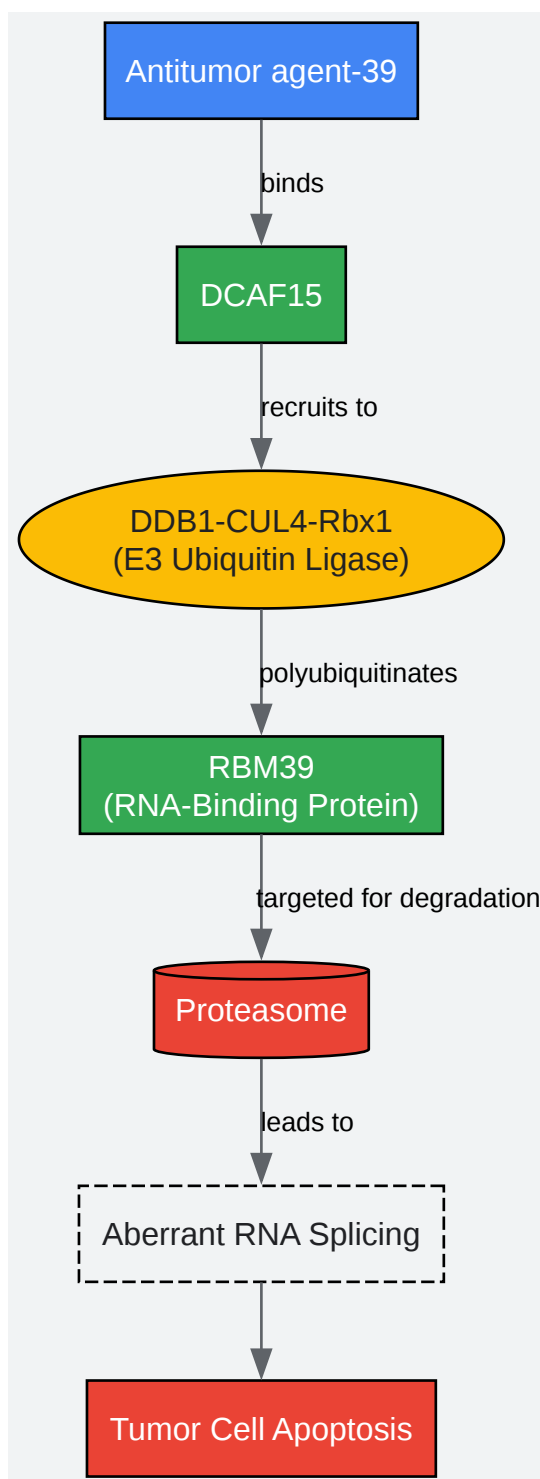 Antitumor agent-39
binds
DCAF15
recruits to
DDB1-CUL4-Rbx1
(E3 Ubiquitin Ligase)
polyubiquitinates
RBM39
(RNA-Binding Protein)
targeted for degradation
Proteasome
leads to
Aberrant RNA Splicing
Tumor Cell Apoptosis